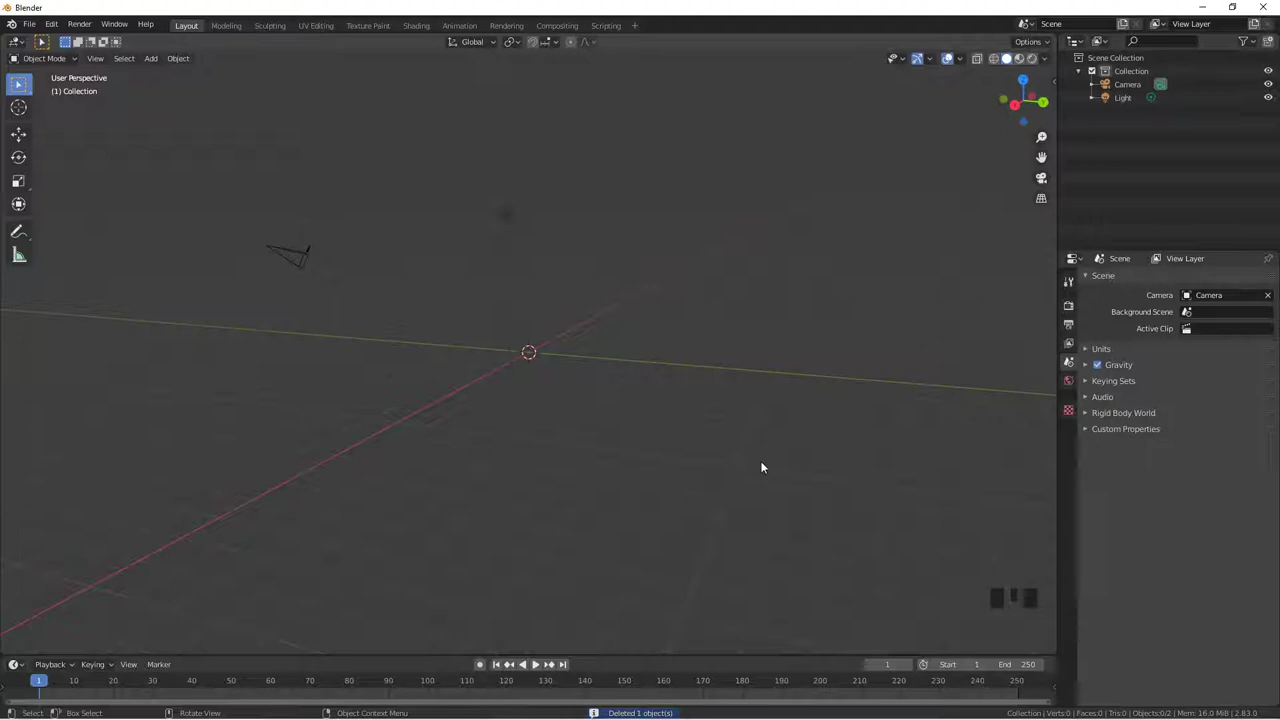 Blender
File Edit Render Window Help Layout Modeling Sculpting UV Editing Texture Paint Shading Animation Rendering Compositing Scripting + Scene View Layer
Global Options
Object Mode View Select Add Object
User Perspective
(1) Collection
Scene Collection
Collection
Camera
Light
Scene View Layer
Scene
Camera Camera
Background Scene
Active Clip
Units
Gravity
Keying Sets
Audio
Rigid Body World
Custom Properties
Playback Keying View Marker 1 Start 1 End 250
1 10 20 30 40 50 60 70 80 90 100 110 120 130 140 150 160 170 180 190 200 210 220 230 240 250
Select Box Select Rotate View Object Context Menu Deleted 1 object(s) Collection | Verts:0 | Faces:0 | Tris:0 | Objects:0/2 | Mem: 16.0 MiB | 2.83.0